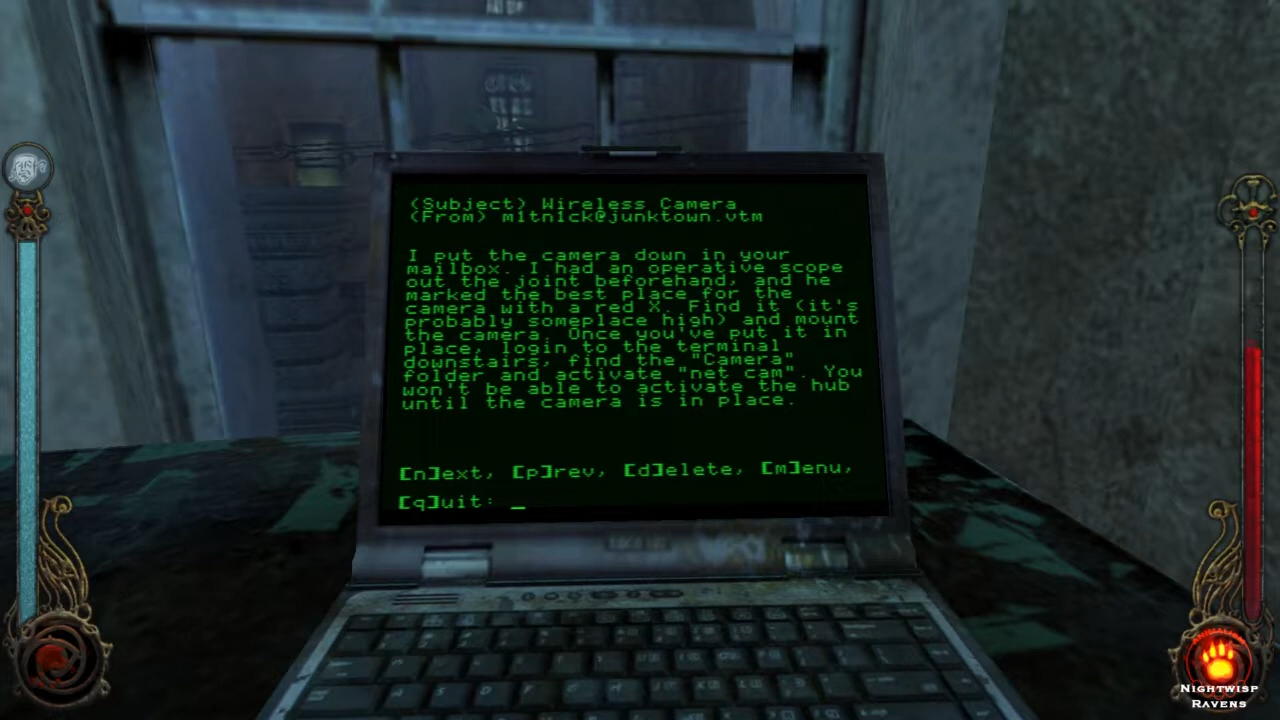 (Subject) Wireless Camera
(From) m1tn1ck@junktown.vtm
I put the camera down in your
mailbox. I had an operative scope
out the joint beforehand, and he
marked the best place for the
camera with a red X. Find it (it's
probably someplace high) and mount
the camera. Once you've put it in
place, login to the terminal
downstairs, find the "Camera"
folder and activate "net cam". You
won't be able to activate the hub
until the camera is in place.
[n]ext, [p]rev, [d]elete, [m]enu,
[q]uit: _
Nightwisp
Ravens